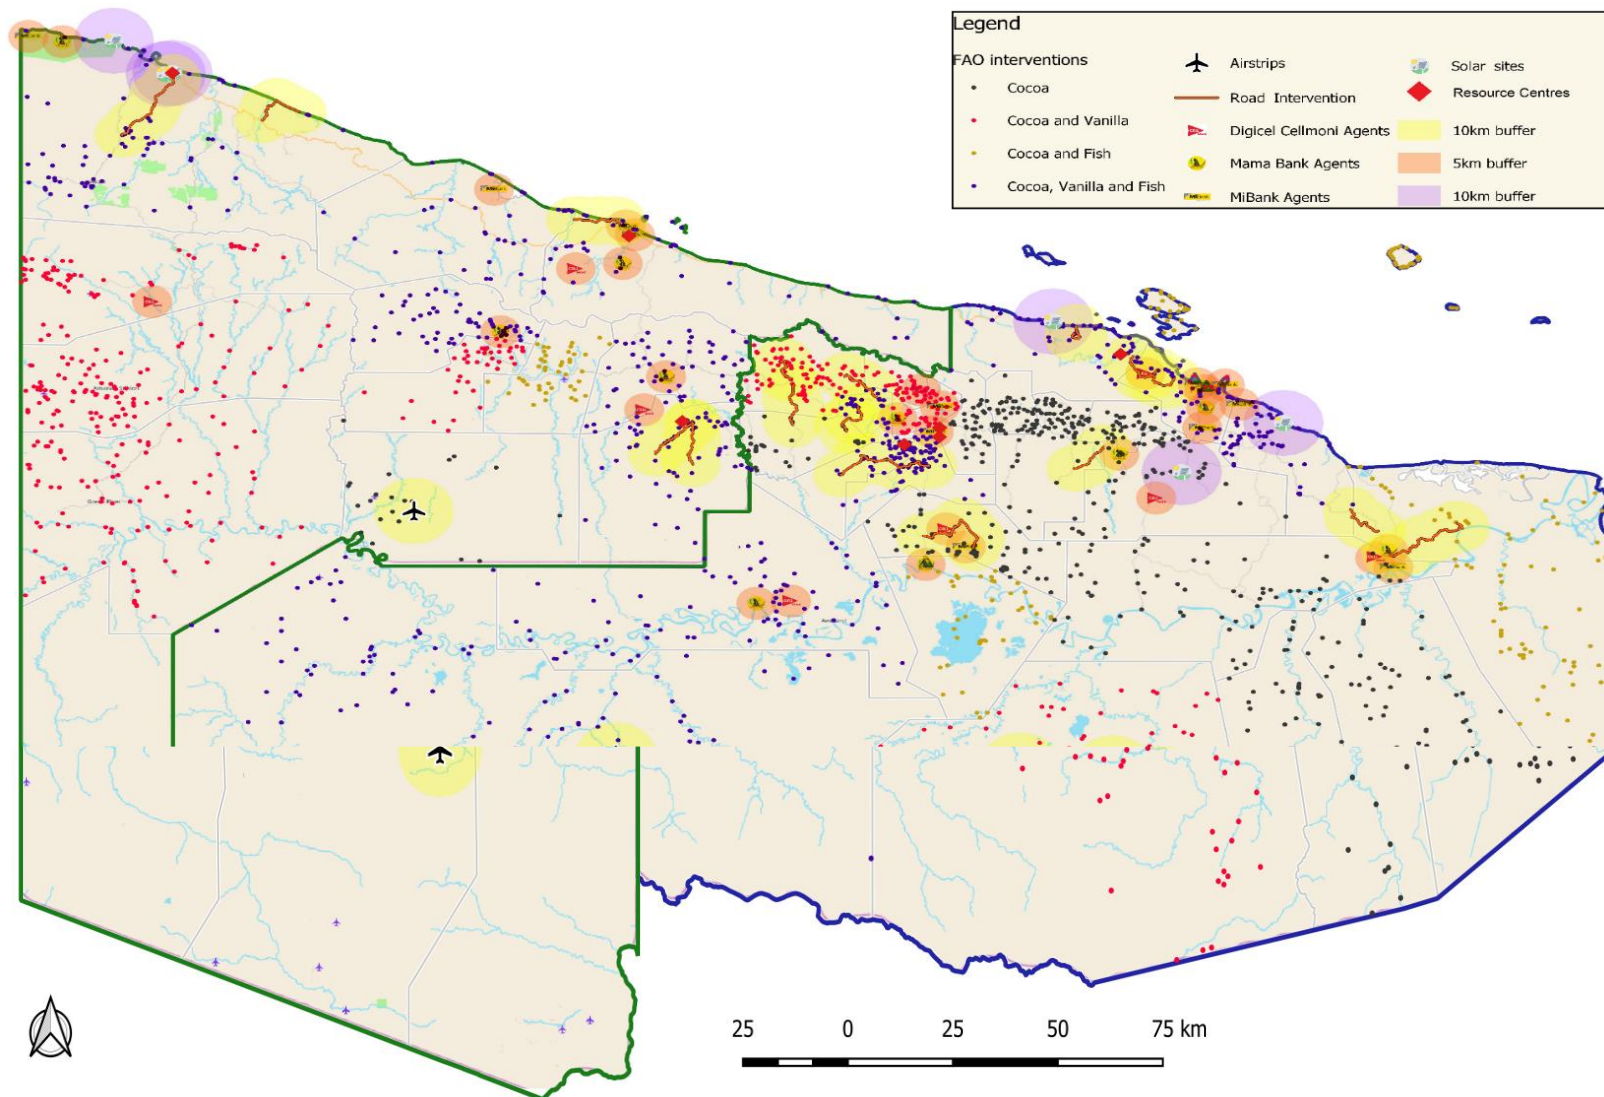 Legend
FAO interventions
Cocoa
Cocoa and Vanilla
Cocoa and Fish
Cocoa, Vanilla and Fish
Airstrips
Road Intervention
Digicel Cellmoni Agents
Mama Bank Agents
MiBank Agents
Solar sites
Resource Centres
10km buffer
5km buffer
10km buffer
25 0 25 50 75 km